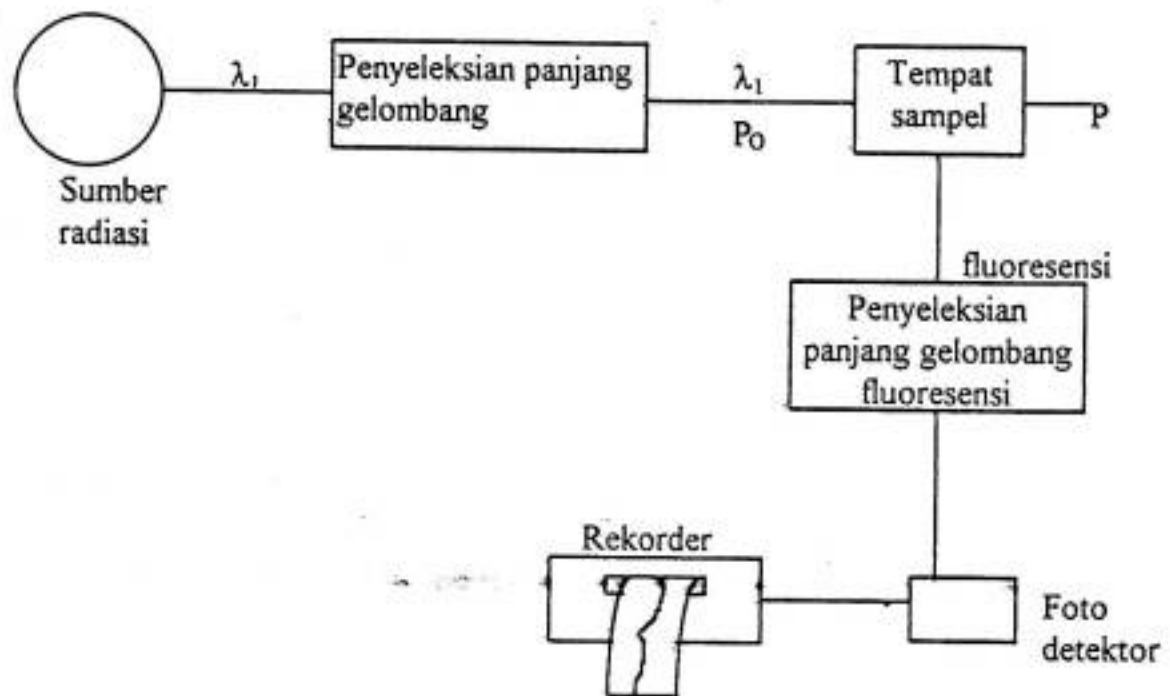 λ₁
Penyeleksian panjang
gelombang
λ₁
P₀
Tempat
sampel
P
Sumber
radiasi
fluoresensi
Penyeleksian
panjang gelombang
fluoresensi
Rekorder
Foto
detektor